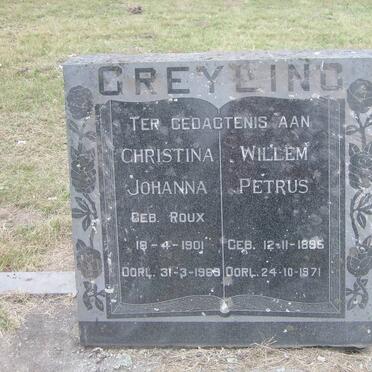 GREYLING
TER GEDAGTENIS AAN
CHRISTINA WILLEM
JOHANNA PETRUS
GEB. ROUX
18-4-1901 GEB. 12-11-1895
OORL. 31-3-1969 OORL. 24-10-1971